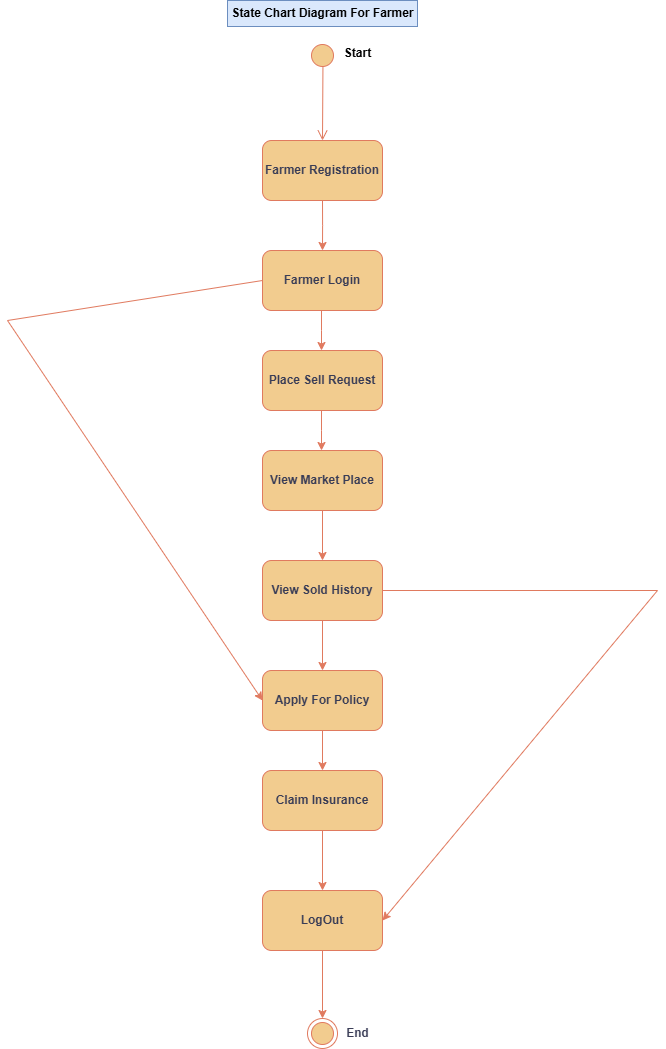 State Chart Diagram For Farmer
Start
Farmer Registration
Farmer Login
Place Sell Request
View Market Place
View Sold History
Apply For Policy
Claim Insurance
LogOut
End